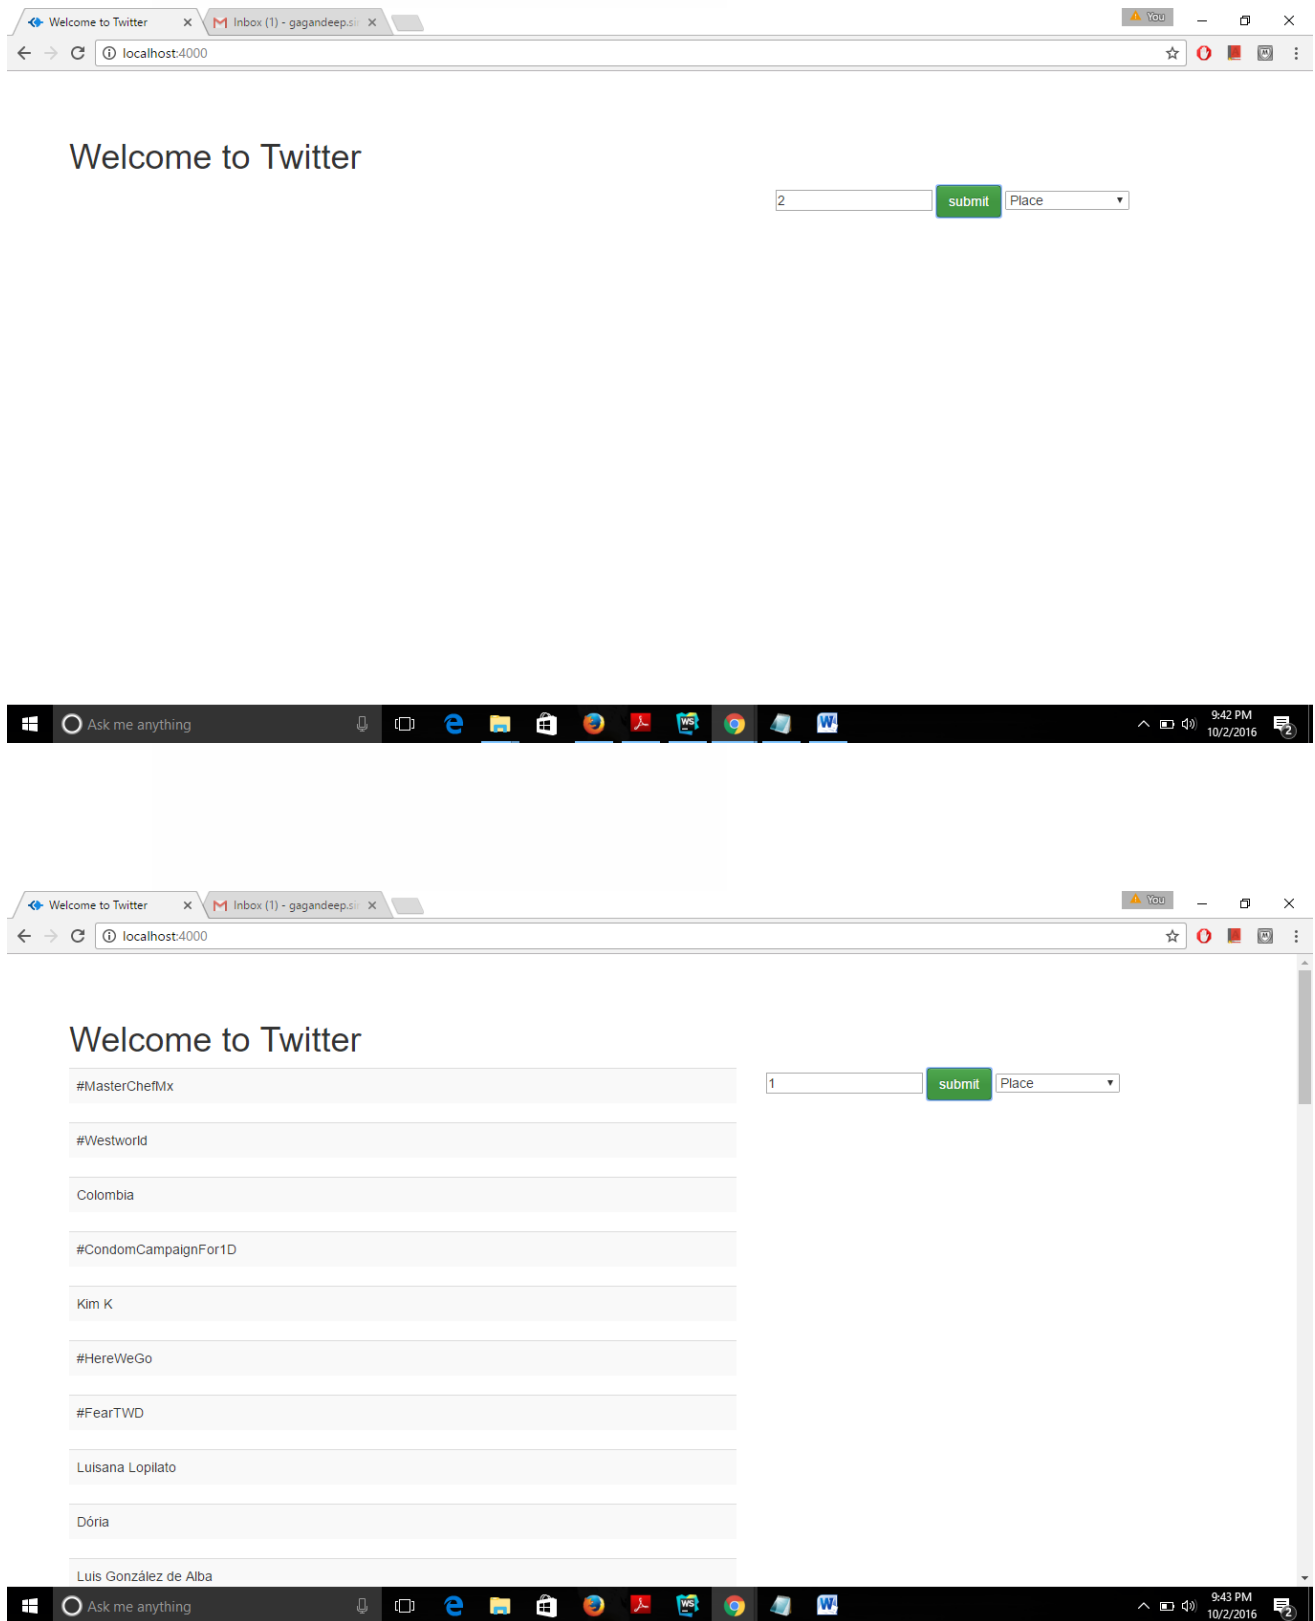 Welcome to Twitter
Inbox (1) - gagandeep.si
You
localhost:4000
Welcome to Twitter
2 submit Place
Ask me anything
9:42 PM
10/2/2016
2
Welcome to Twitter
Inbox (1) - gagandeep.si
You
localhost:4000
Welcome to Twitter
#MasterChefMx
1 submit Place
#Westworld
Colombia
#CondomCampaignFor1D
Kim K
#HereWeGo
#FearTWD
Luisana Lopilato
Dória
Luis González de Alba
Ask me anything
9:43 PM
10/2/2016
2